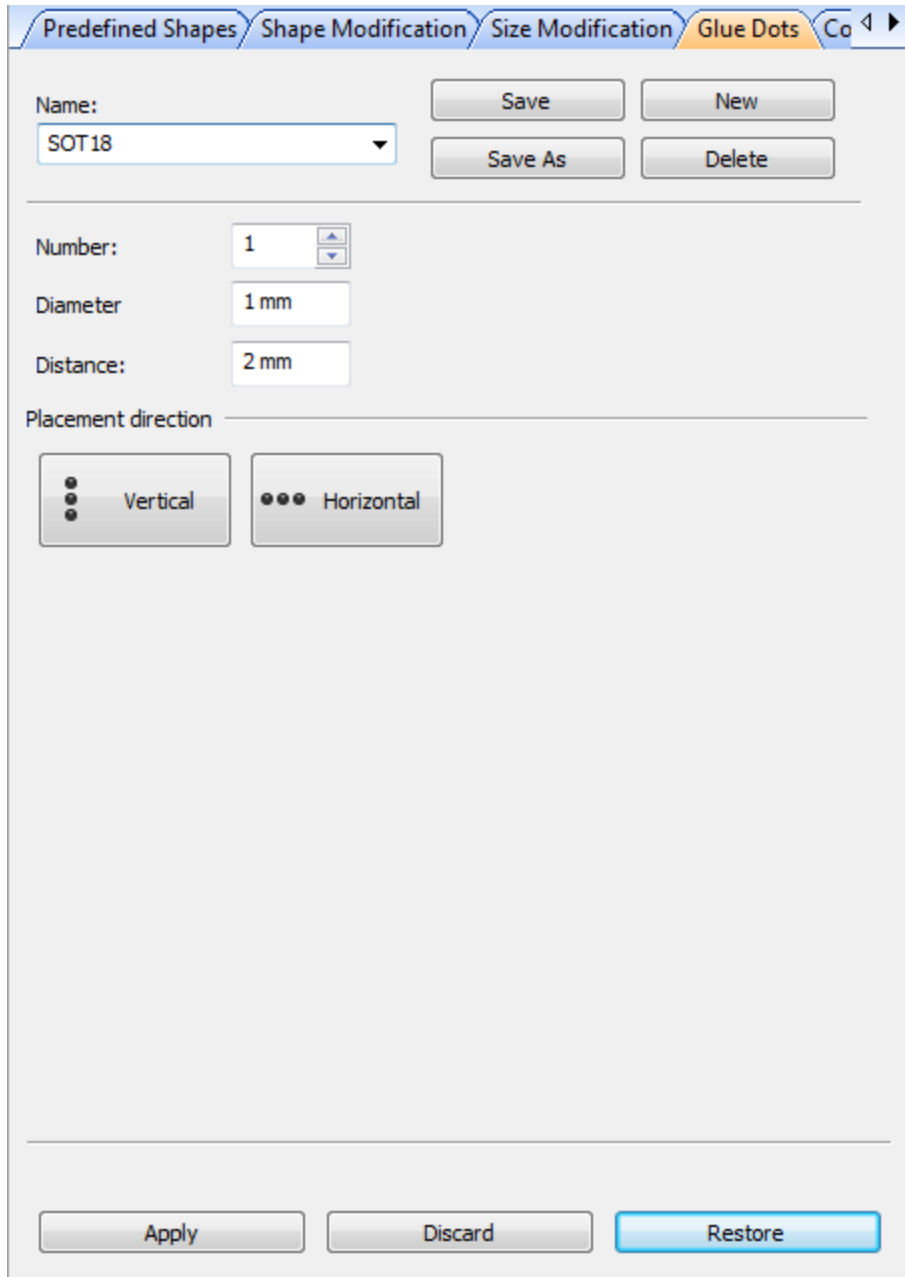 Predefined Shapes Shape Modification Size Modification Glue Dots Co
Name:
SOT18
Save New
Save As Delete
Number: 1
Diameter 1 mm
Distance: 2 mm
Placement direction
Vertical Horizontal
Apply Discard Restore